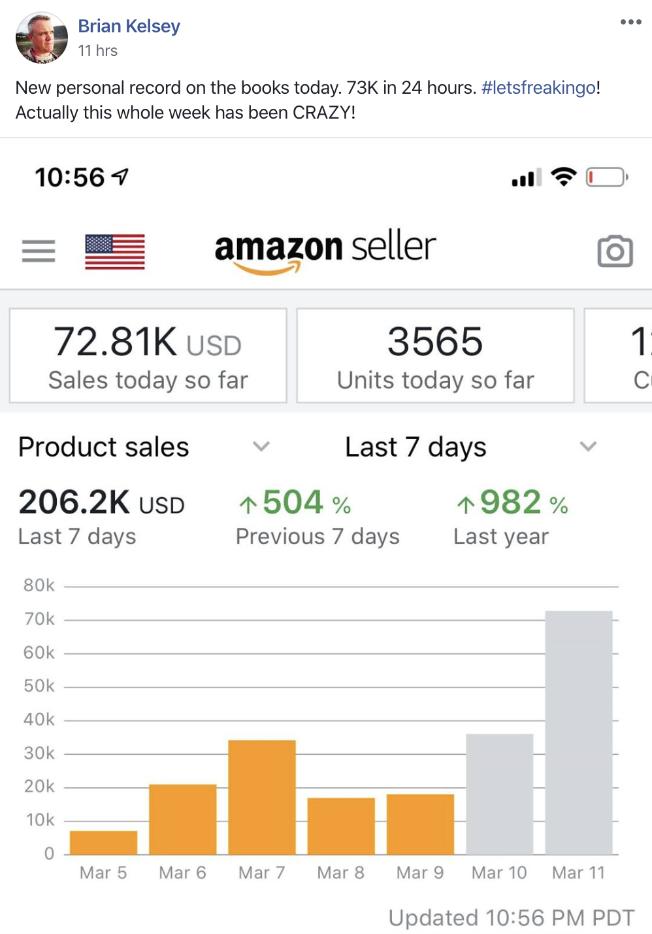 Brian Kelsey
11 hrs
New personal record on the books today. 73K in 24 hours. #letsfreakingo!
Actually this whole week has been CRAZY!
10:56
amazon seller
72.81K USD
Sales today so far
3565
Units today so far
Product sales
Last 7 days
206.2K USD
Last 7 days
↑504 %
Previous 7 days
↑982 %
Last year
80k
70k
60k
50k
40k
30k
20k
10k
0
Mar 5 Mar 6 Mar 7 Mar 8 Mar 9 Mar 10 Mar 11
Updated 10:56 PM PDT